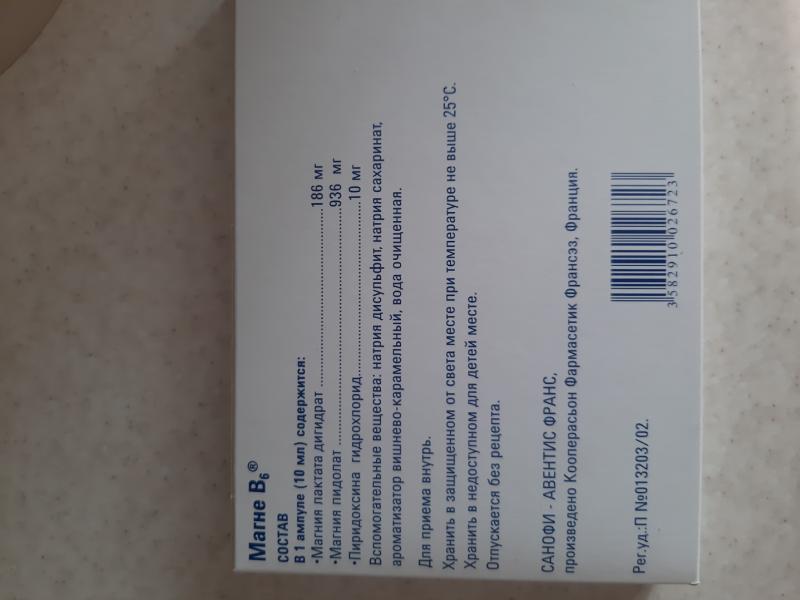 Магне B6®
СОСТАВ
В 1 ампуле (10 мл) содержится:
•Магния лактата дигидрат ........................................186 мг
•Магния пидолат ........................................................936 мг
•Пиридоксина гидрохлорид........................................10 мг
Вспомогательные вещества: натрия дисульфит, натрия сахаринат,
ароматизатор вишнево-карамельный, вода очищенная.
Для приема внутрь.
Хранить в защищенном от света месте при температуре не выше 25°С.
Хранить в недоступном для детей месте.
Отпускается без рецепта.
САНОФИ - АВЕНТИС ФРАНС,
произведено Кооперасьон Фармасетик Франсэз, Франция.
3582910026723
Рег.уд.:П №013203/02.